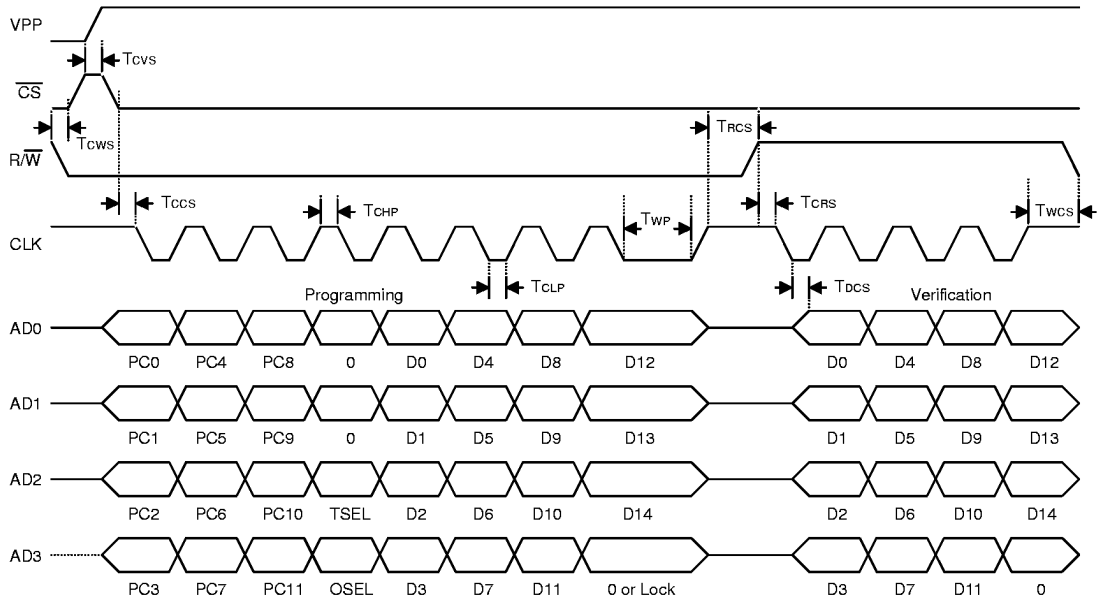 VPP
TCVS
CS
TRCS
TCWS
R/W
TCCS
TCHP
TWP
TCRS
TWCS
CLK
TCLP
TDCS
Programming
Verification
AD0
PC0 PC4 PC8 0 D0 D4 D8 D12 D0 D4 D8 D12
AD1
PC1 PC5 PC9 0 D1 D5 D9 D13 D1 D5 D9 D13
AD2
PC2 PC6 PC10 TSEL D2 D6 D10 D14 D2 D6 D10 D14
AD3
PC3 PC7 PC11 OSEL D3 D7 D11 0 or Lock D3 D7 D11 0